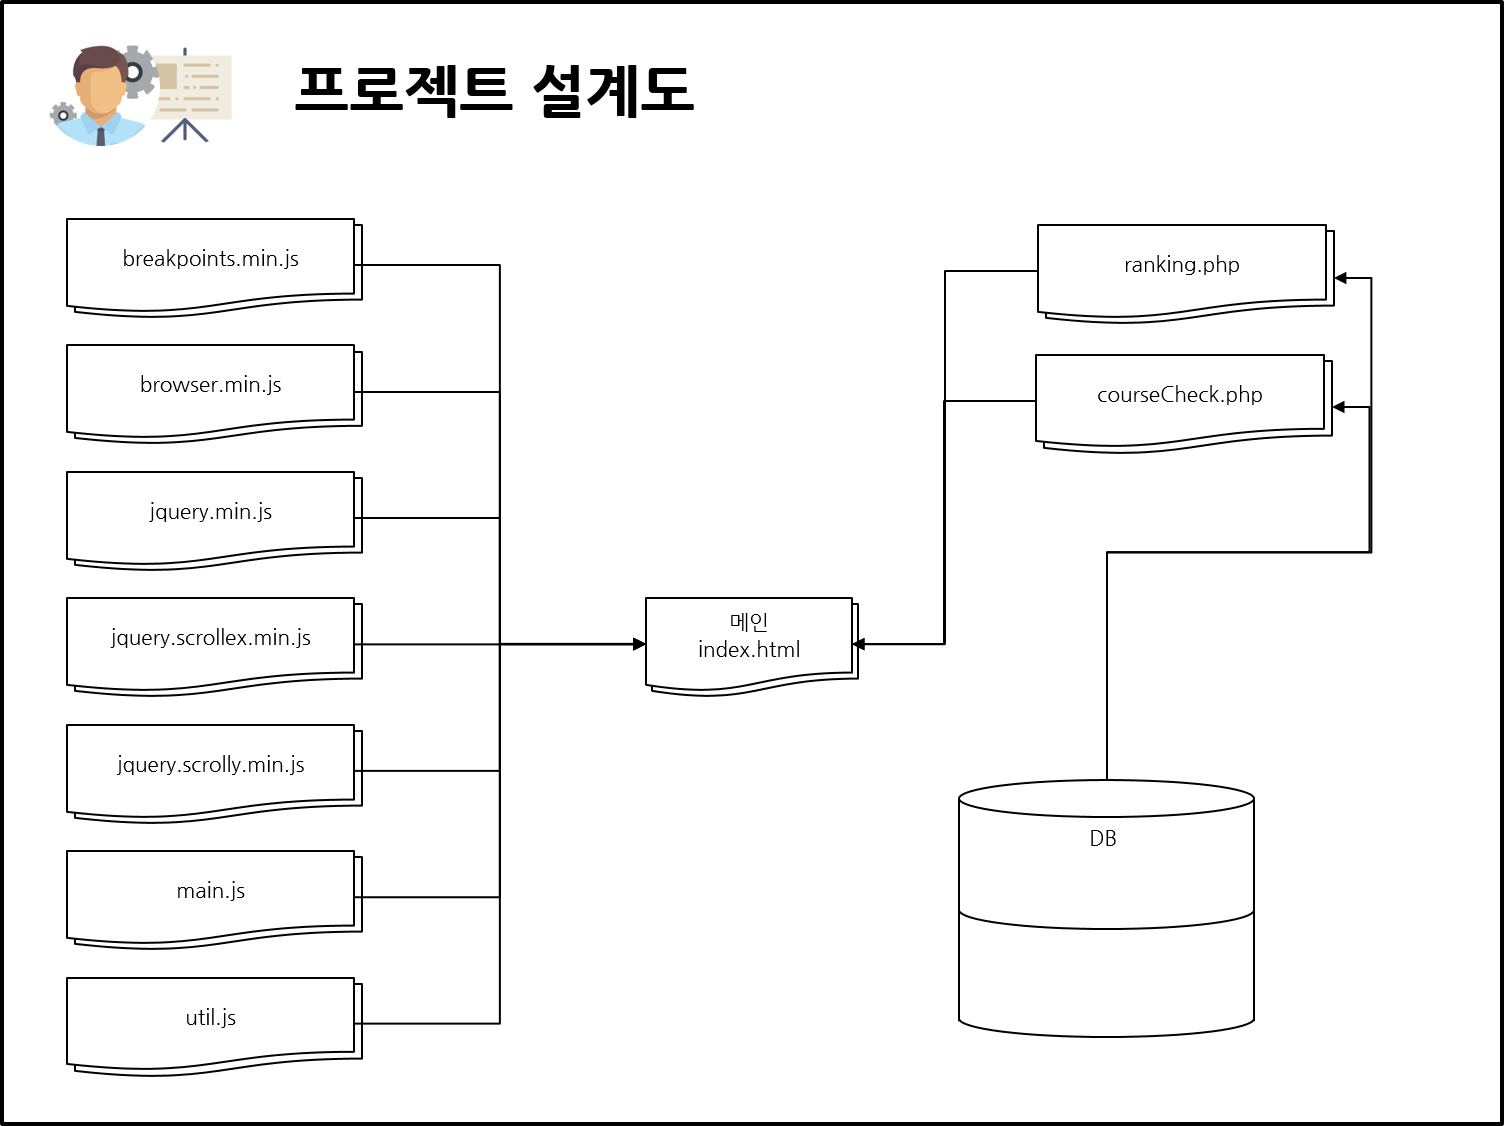 프로젝트 설계도
breakpoints.min.js
browser.min.js
jquery.min.js
jquery.scrollex.min.js
jquery.scrolly.min.js
main.js
util.js
메인
index.html
ranking.php
courseCheck.php
DB